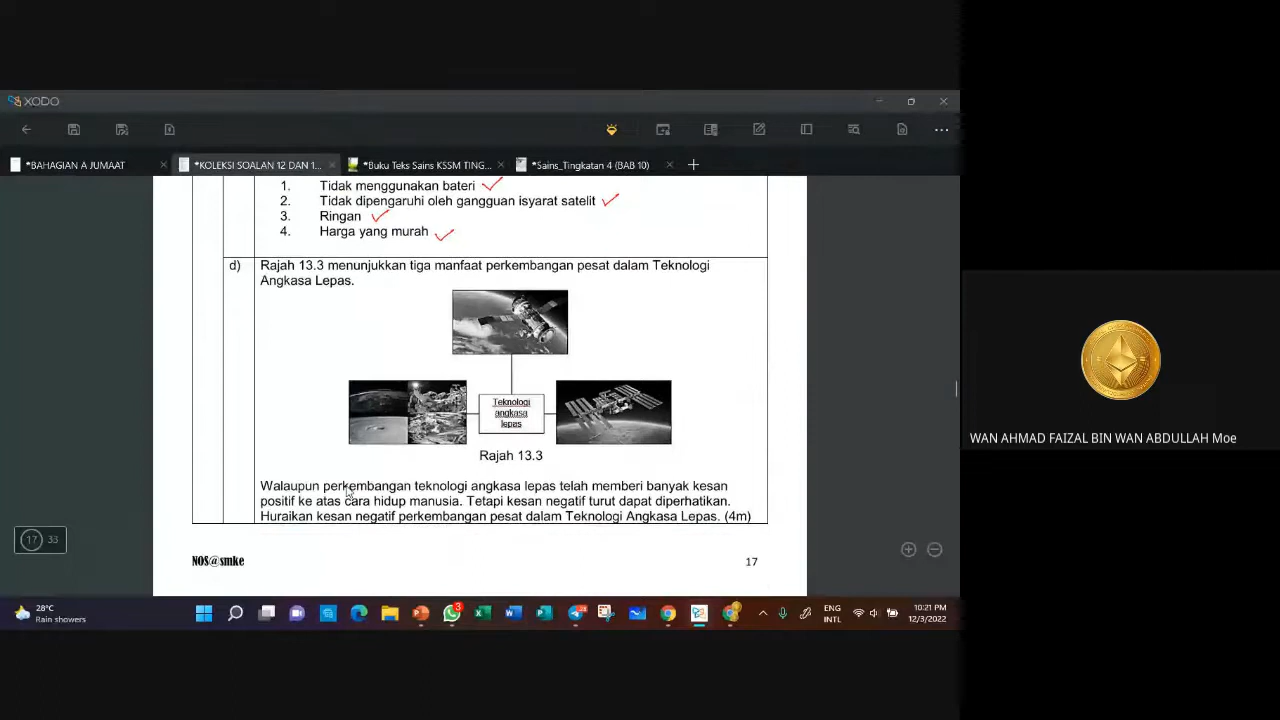 XODO
*BAHAGIAN A JUMAAT
*KOLEKSI SOALAN 12 DAN 1...
*Buku Teks Sains KSSM TING...
*Sains_Tingkatan 4 (BAB 10)
1. Tidak menggunakan bateri
2. Tidak dipengaruhi oleh gangguan isyarat satelit
3. Ringan
4. Harga yang murah
d) Rajah 13.3 menunjukkan tiga manfaat perkembangan pesat dalam Teknologi
Angkasa Lepas.
Teknologi
angkasa
lepas
Rajah 13.3
WAN AHMAD FAIZAL BIN WAN ABDULLAH Moe
Walaupun perkembangan teknologi angkasa lepas telah memberi banyak kesan
positif ke atas cara hidup manusia. Tetapi kesan negatif turut dapat diperhatikan.
Huraikan kesan negatif perkembangan pesat dalam Teknologi Angkasa Lepas. (4m)
17 33
NOS@smke
17
28°C
Rain showers
3
ENG
INTL
10:21 PM
12/3/2022